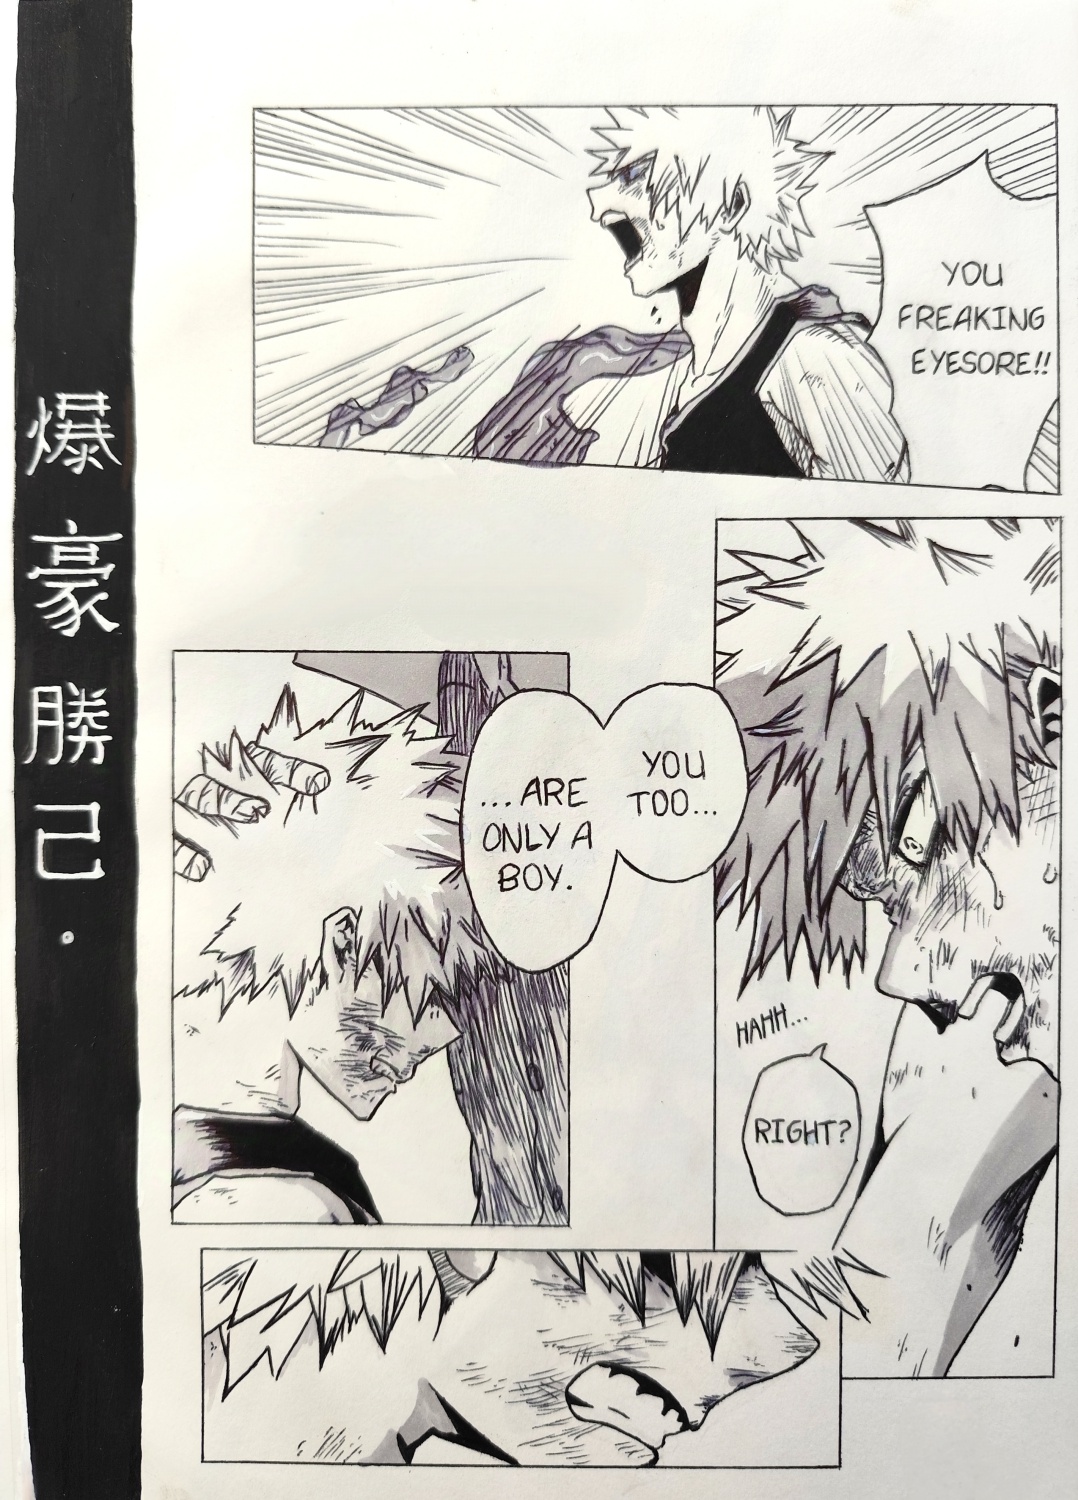 爆豪勝己.
YOU
FREAKING
EYESORE!!
YOU
TOO...
...ARE
ONLY A
BOY.
HAHH...
RIGHT?